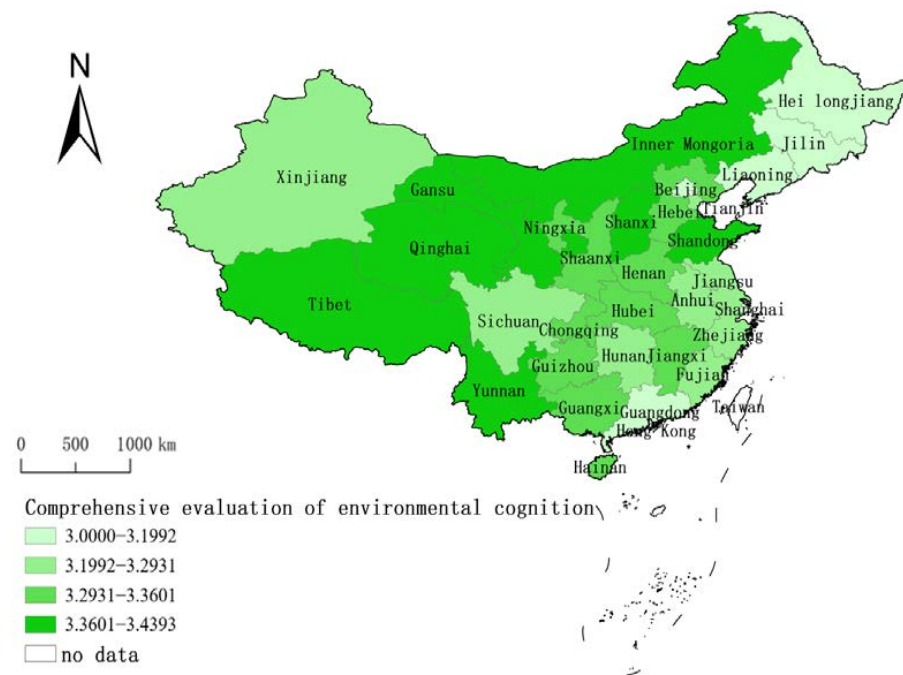 N
Hei longjiang
Jilin
Inner Mongoria
Liaoning
Xinjiang
Beijing
Gansu
Hebei
Tianjin
Ningxia
Shanxi
Qinghai
Shandong
Shaanxi
Henan
Jiangsu
Tibet
Anhui
Shanghai
Hubei
Sichuan
Chongqing
Zhejiang
Hunan
Jiangxi
Guizhou
Fujian
Yunnan
Guangxi
Guangdong
Taiwan
Hong Kong
Hainan
0 500 1000 km
Comprehensive evaluation of environmental cognition
3.0000-3.1992
3.1992-3.2931
3.2931-3.3601
3.3601-3.4393
no data